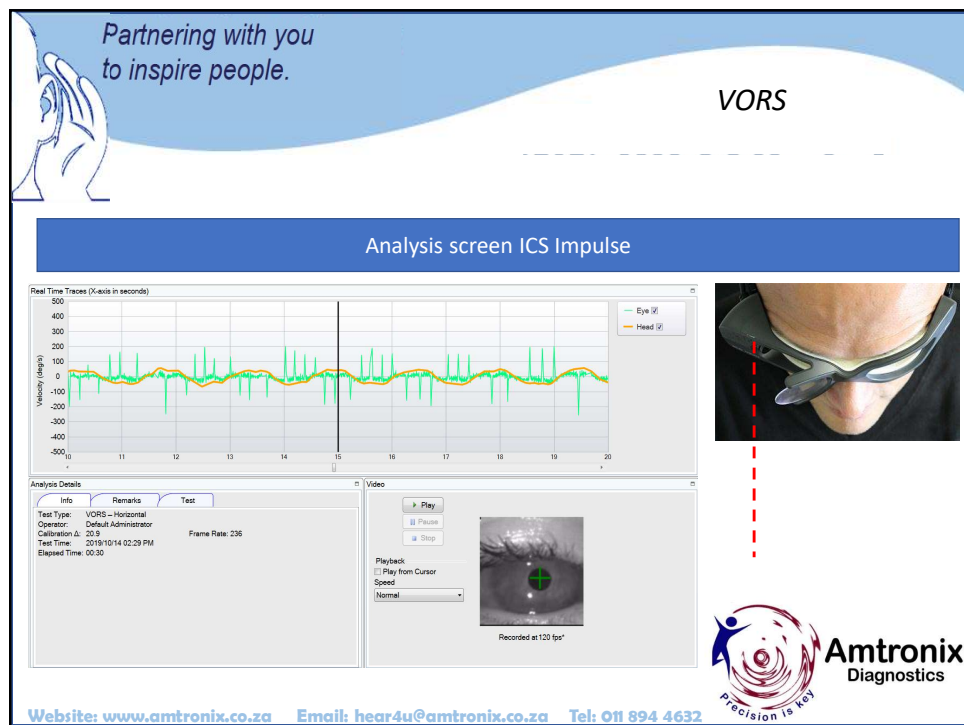 Partnering with you
to inspire people.
VORS
Analysis screen ICS Impulse
Real Time Traces (X-axis in seconds)
500
400
300
200
100
0
-100
-200
-300
-400
-500
Velocity (deg/s)
10 11 12 13 14 15 16 17 18 19 20
Eye
Head
Analysis Details
Info Remarks Test
Test Type: VORS – Horizontal
Operator: Default Administrator
Calibration Δ: 20.9 Frame Rate: 236
Test Time: 2019/10/14 02:29 PM
Elapsed Time: 00:30
Video
Play
Pause
Stop
Playback
Play from Cursor
Speed
Normal
Recorded at 120 fps*
Amtronix
Diagnostics
Precision is key
Website: www.amtronix.co.za Email: hear4u@amtronix.co.za Tel: 011 894 4632